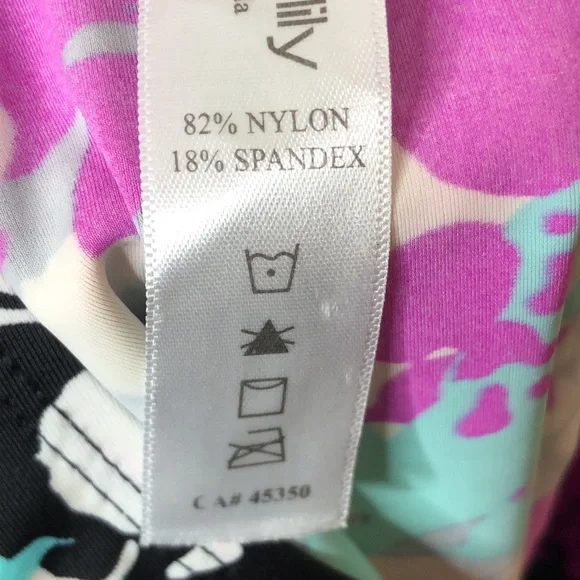 82% NYLON
18% SPANDEX
CA# 45350